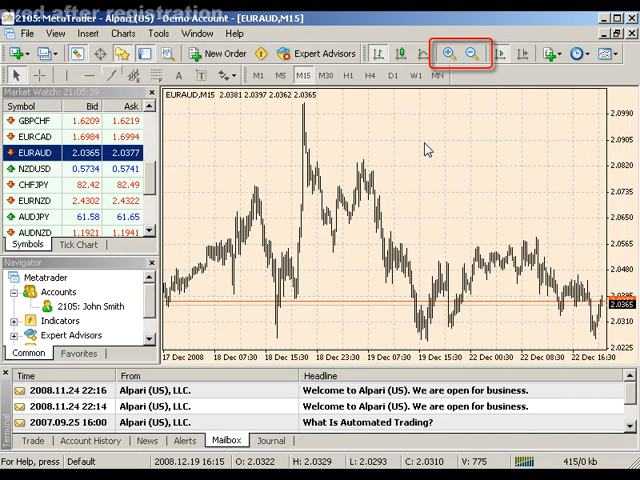 ayed after registration
2105: MetaTrader - Alpari (US) - Demo Account - [EURAUD,M15]
File View Insert Charts Tools Window Help
New Order Expert Advisors
A T M1 M5 M15 M30 H1 H4 D1 W1 MN
Market Watch: 21:05:39
Symbol Bid Ask
GBPCHF 1.6209 1.6219
EURCAD 1.6984 1.6994
EURAUD 2.0365 2.0377
NZDUSD 0.5734 0.5741
CHFJPY 82.42 82.49
EURNZD 2.4302 2.4322
AUDJPY 61.58 61.65
AUDNZD 1.1921 1.1941
Symbols Tick Chart
Navigator
Metatrader
Accounts
2105: John Smith
Indicators
Expert Advisors
Common Favorites
EURAUD,M15 2.0381 2.0397 2.0362 2.0365
2.0990
2.0905
2.0820
2.0735
2.0650
2.0565
2.0480
2.0395
2.0365
2.0310
2.0225
17 Dec 2008 18 Dec 07:30 18 Dec 15:30 18 Dec 23:30 19 Dec 07:30 19 Dec 15:30 22 Dec 00:30 22 Dec 08:30 22 Dec 16:30
Time From Headline
2008.11.24 22:16 Alpari (US), LLC. Welcome to Alpari (US). We are open for business.
2008.11.24 22:14 Alpari (US), LLC. Welcome to Alpari (US). We are open for business.
2007.09.25 16:00 Alpari (US), LLC. What Is Automated Trading?
Terminal
Trade Account History News Alerts Mailbox Journal
For Help, press Default 2008.12.19 16:15 O: 2.0322 H: 2.0329 L: 2.0293 C: 2.0310 V: 775 415/0 kb